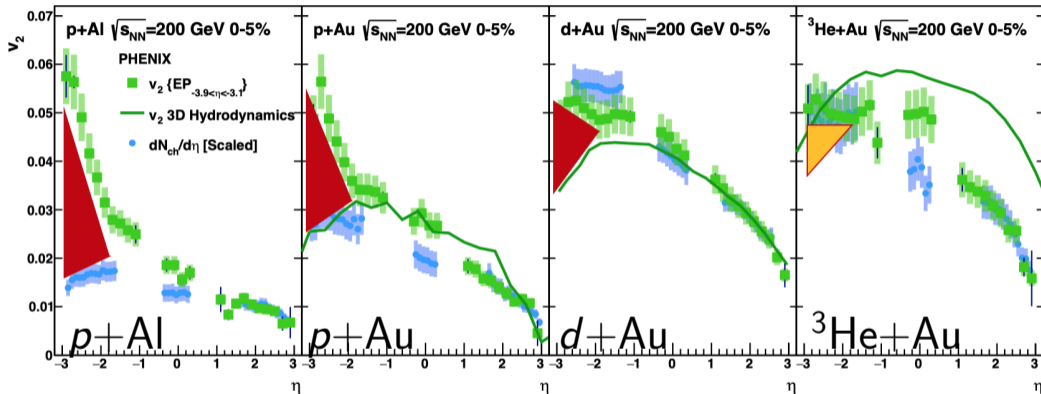 p+Al √sNN=200 GeV 0-5%
p+Au √sNN=200 GeV 0-5%
d+Au √sNN=200 GeV 0-5%
³He+Au √sNN=200 GeV 0-5%
PHENIX
v₂ {EP-3.9<η<-3.1}
v₂ 3D Hydrodynamics
dNch/dη [Scaled]
v₂
0.07
0.06
0.05
0.04
0.03
0.02
0.01
0
p+Al
p+Au
d+Au
³He+Au
−3 −2 −1 0 1 2 3
−3 −2 −1 0 1 2 3
−3 −2 −1 0 1 2 3
−3 −2 −1 0 1 2 3
η
η
η
η